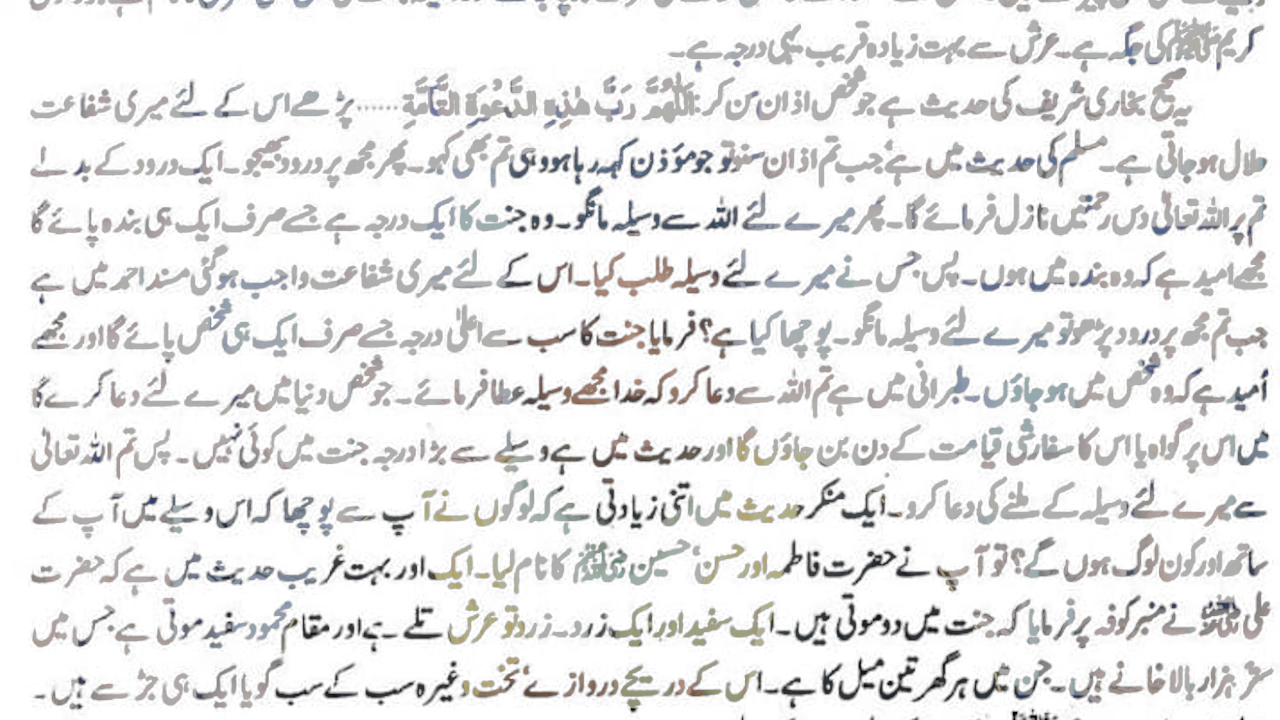 کریم ﷺ کی جگہ ہے۔ عرش سے بہت زیادہ قریب یہی درجہ ہے۔
صحیح بخاری شریف کی حدیث ہے جو شخص اذان سن کر: اَللّٰھُمَّ رَبَّ ھٰذِہِ الدَّعْوَۃِ التَّآمَّۃِ …… پڑھے اس کے لئے میری شفاعت
حلال ہو جاتی ہے۔ مسلم کی حدیث میں ہے ’جب تم اذان سنو تو جو مؤذن کہہ رہا ہو وہی تم بھی کہو۔ پھر مجھ پر درود بھیجو۔ ایک درود کے بدلے
تم پر اللہ تعالیٰ دس رحمتیں نازل فرمائے گا۔ پھر میرے لئے اللہ سے وسیلہ مانگو۔ وہ جنت کا ایک درجہ ہے جسے صرف ایک ہی بندہ پائے گا
مجھے امید ہے کہ وہ بندہ میں ہوں۔ پس جس نے میرے لئے وسیلہ طلب کیا۔ اس کے لئے میری شفاعت واجب ہو گئی مسند احمد میں ہے
جب تم مجھ پر درود پڑھو تو میرے لئے وسیلہ مانگو۔ پوچھا کیا ہے؟ فرمایا جنت کا سب سے اعلیٰ درجہ جسے صرف ایک ہی شخص پائے گا اور مجھے
اُمید ہے کہ وہ شخص میں ہو جاؤں۔ طبرانی میں ہے تم اللہ سے دعا کرو کہ خدا مجھے وسیلہ عطا فرمائے۔ جو شخص دنیا میں میرے لئے دعا کرے گا
میں اس پر گواہ یا اس کا سفارشی قیامت کے دن بن جاؤں گا اور حدیث میں ہے وسیلے سے بڑا درجہ جنت میں کوئی نہیں۔ پس تم اللہ تعالیٰ
سے میرے لئے وسیلہ کے ملنے کی دعا کرو۔ ایک منکر حدیث میں اتنی زیادتی ہے کہ لوگوں نے آپ سے پوچھا کہ اس وسیلے میں آپ کے
ساتھ اور کون لوگ ہوں گے؟ تو آپ نے حضرت فاطمہ اور حسن‘ حسین کا نام لیا۔ ایک اور بہت غریب حدیث میں ہے کہ حضرت
علی نے منبر کوفہ پر فرمایا کہ جنت میں دو موتی ہیں۔ ایک سفید اور ایک زرد۔ زرد تو عرش تلے ہے اور مقام محمود سفید موتی ہے جس میں
ستر ہزار بالا خانے ہیں۔ جن میں ہر گھر تین میل کا ہے۔ اس کے دریچے دروازے‘ تخت وغیرہ سب کے سب گویا ایک ہی جڑ سے ہیں۔